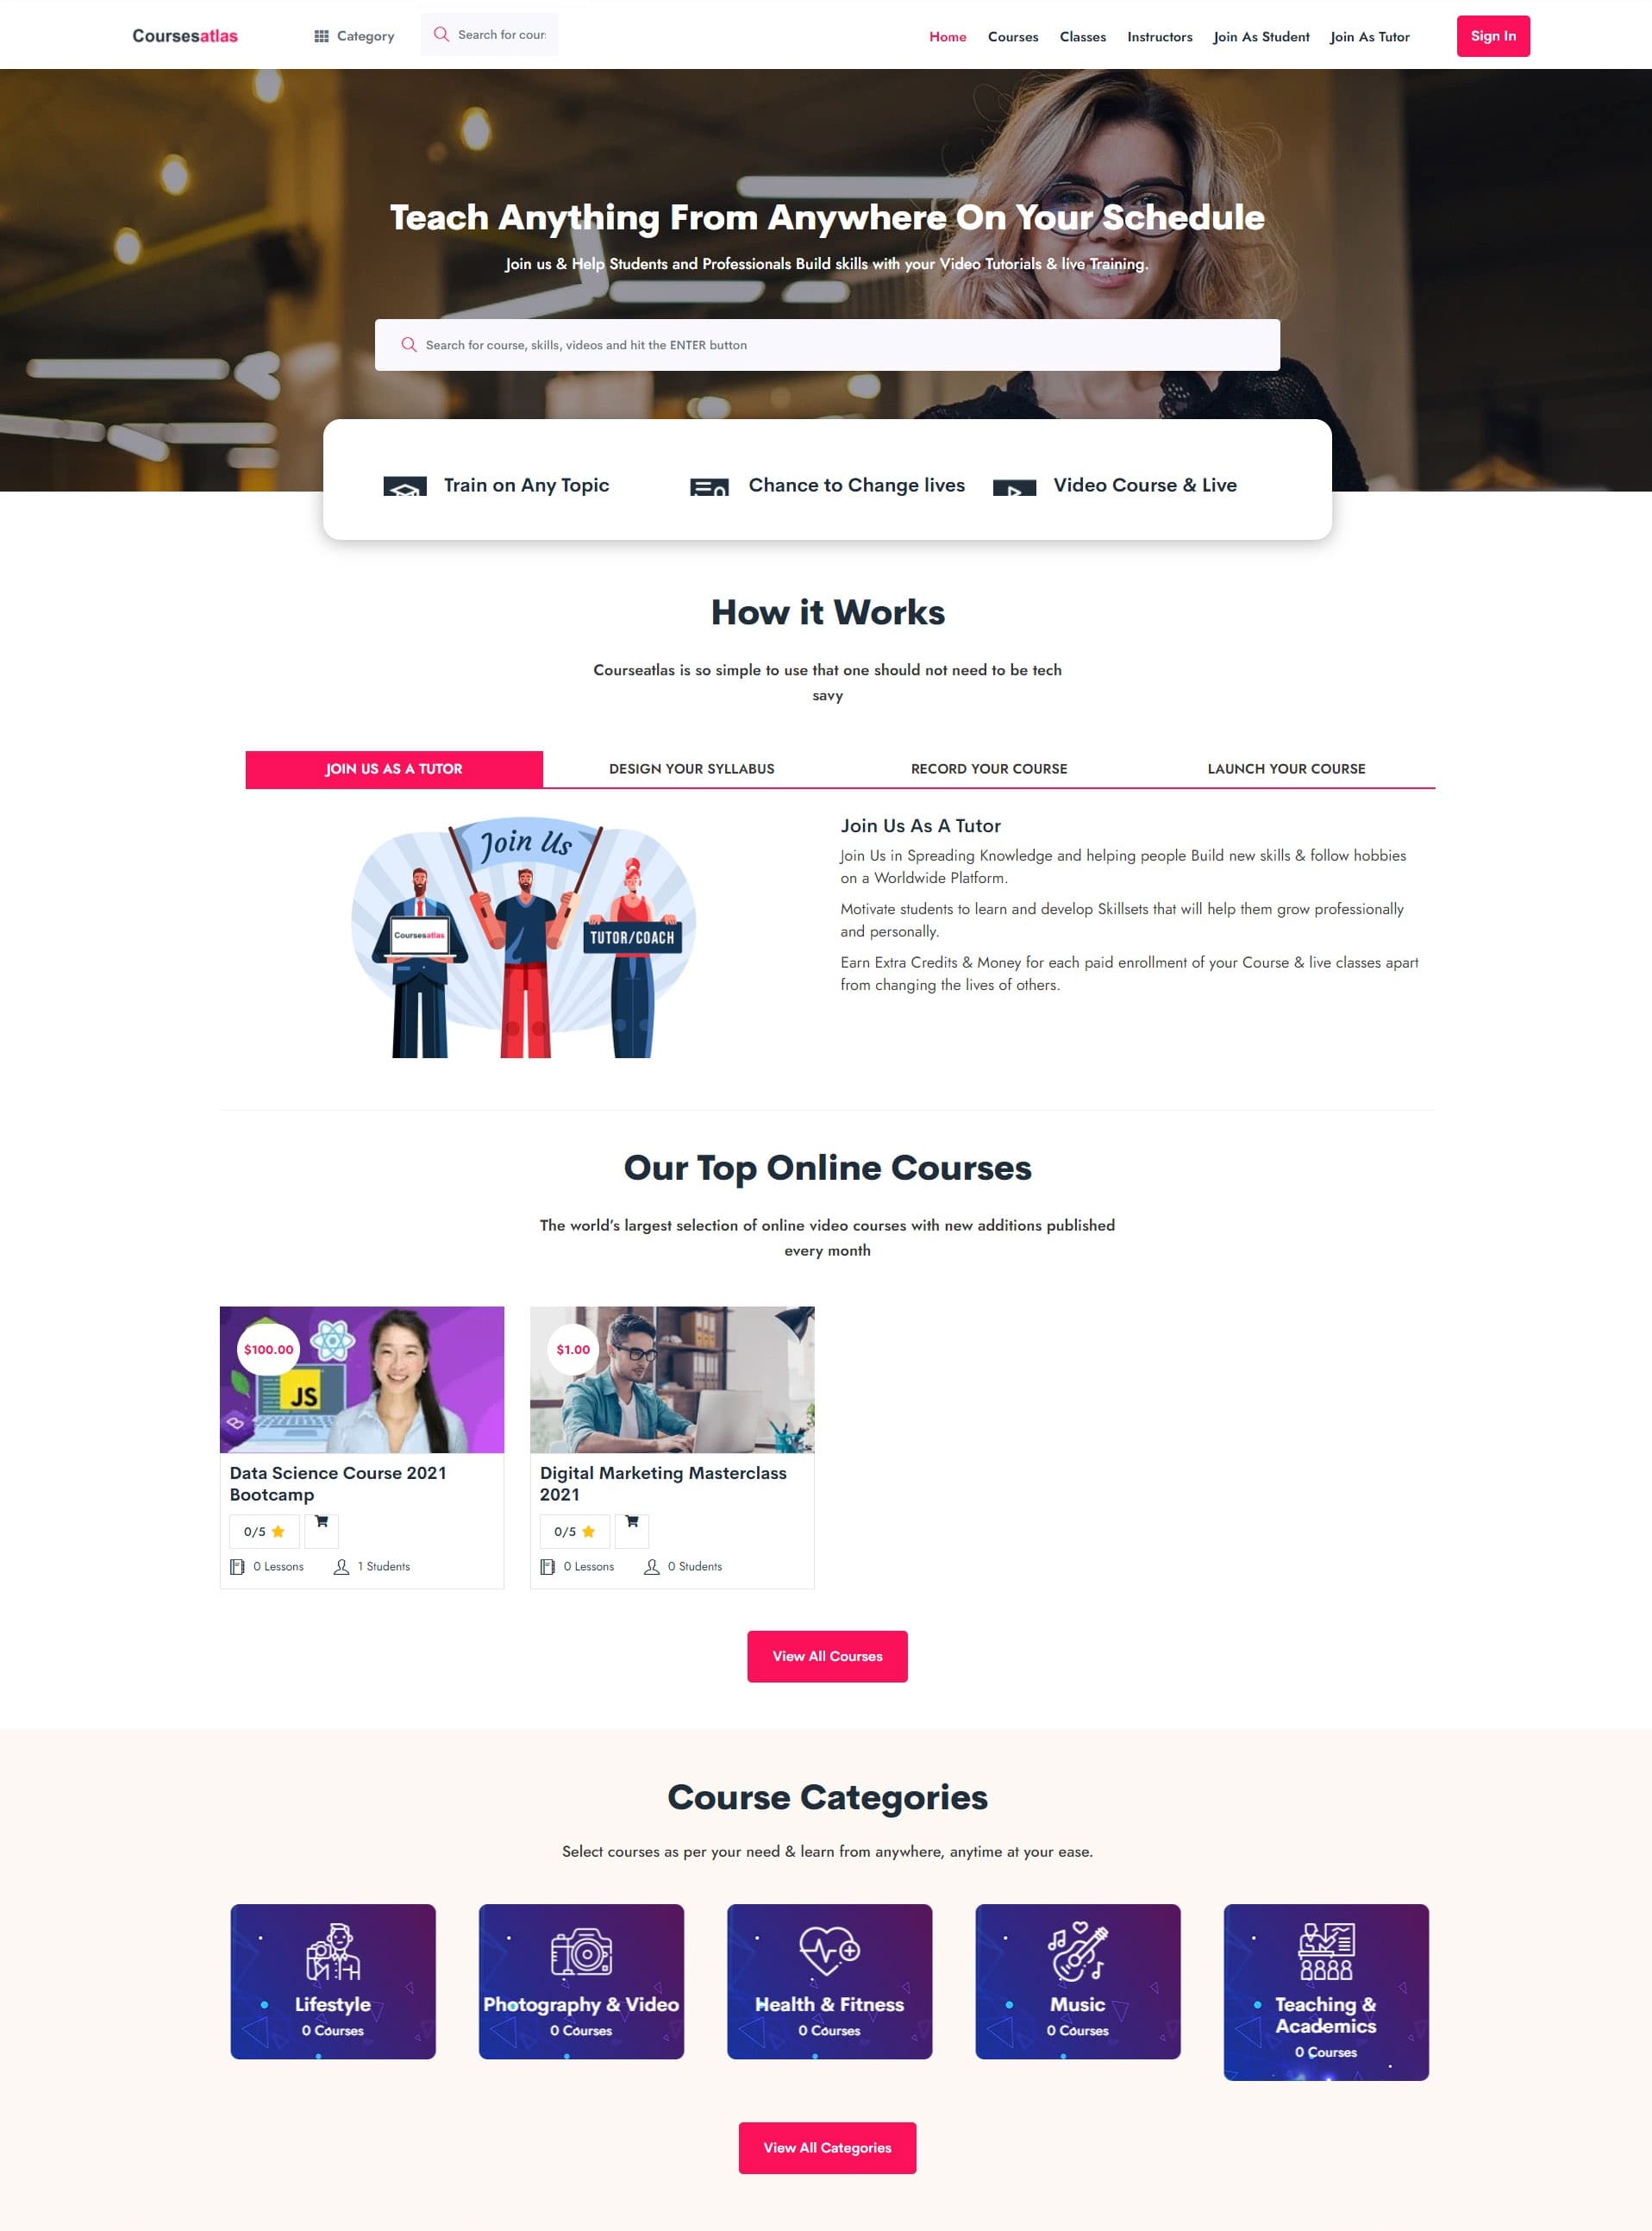 Coursesatlas
Category
Search for cour
Home
Courses
Classes
Instructors
Join As Student
Join As Tutor
Sign In
Teach Anything From Anywhere On Your Schedule
Join us & Help Students and Professionals Build skills with your Video Tutorials & live Training.
Search for course, skills, videos and hit the ENTER button
Train on Any Topic
Chance to Change lives
Video Course & Live
How it Works
Courseatlas is so simple to use that one should not need to be tech
savy
JOIN US AS A TUTOR
DESIGN YOUR SYLLABUS
RECORD YOUR COURSE
LAUNCH YOUR COURSE
Join Us
Coursesatlas
TUTOR/COACH
Join Us As A Tutor
Join Us in Spreading Knowledge and helping people Build new skills & follow hobbies
on a Worldwide Platform.
Motivate students to learn and develop Skillsets that will help them grow professionally
and personally.
Earn Extra Credits & Money for each paid enrollment of your Course & live classes apart
from changing the lives of others.
Our Top Online Courses
The world's largest selection of online video courses with new additions published
every month
$100.00
JS
Data Science Course 2021
Bootcamp
0/5
0 Lessons
1 Students
$1.00
Digital Marketing Masterclass
2021
0/5
0 Lessons
0 Students
View All Courses
Course Categories
Select courses as per your need & learn from anywhere, anytime at your ease.
Lifestyle
0 Courses
Photography & Video
0 Courses
Health & Fitness
0 Courses
Music
0 Courses
Teaching &
Academics
0 Courses
View All Categories